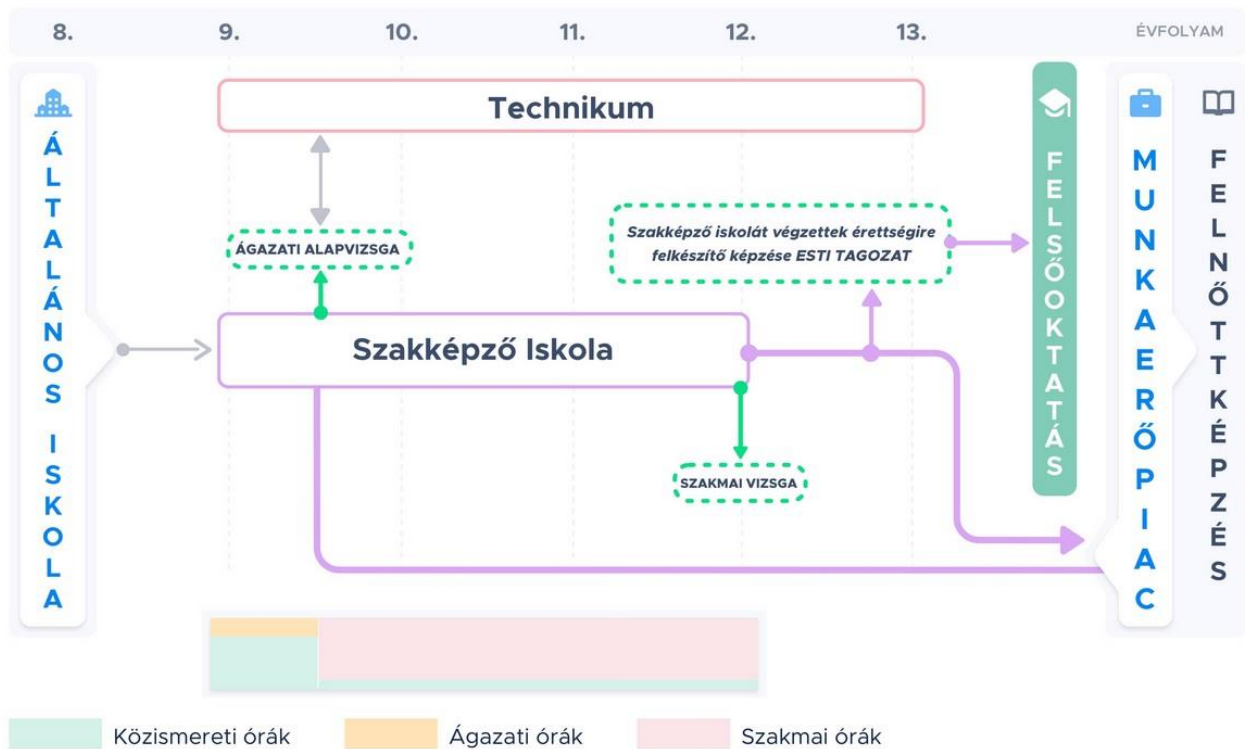 8. 9. 10. 11. 12. 13. ÉVFOLYAM
ÁLTALÁNOS ISKOLA
Technikum
ÁGAZATI ALAPVIZSGA
Szakképző iskolát végzettek érettségire
felkészítő képzése ESTI TAGOZAT
Szakképző Iskola
SZAKMAI VIZSGA
FELSŐOKTATÁS
MUNKAERŐPIAC
FELNŐTTKÉPZÉS
Közismereti órák
Ágazati órák
Szakmai órák